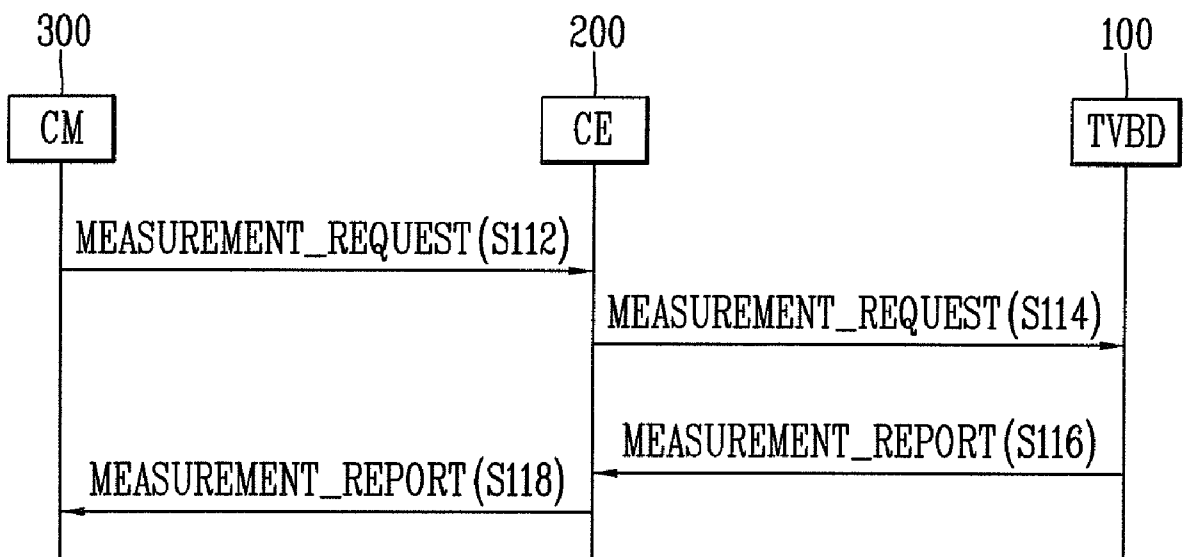 300
200
100
CM
CE
TVBD
MEASUREMENT_REQUEST(S112)
MEASUREMENT_REQUEST(S114)
MEASUREMENT_REPORT(S116)
MEASUREMENT_REPORT(S118)